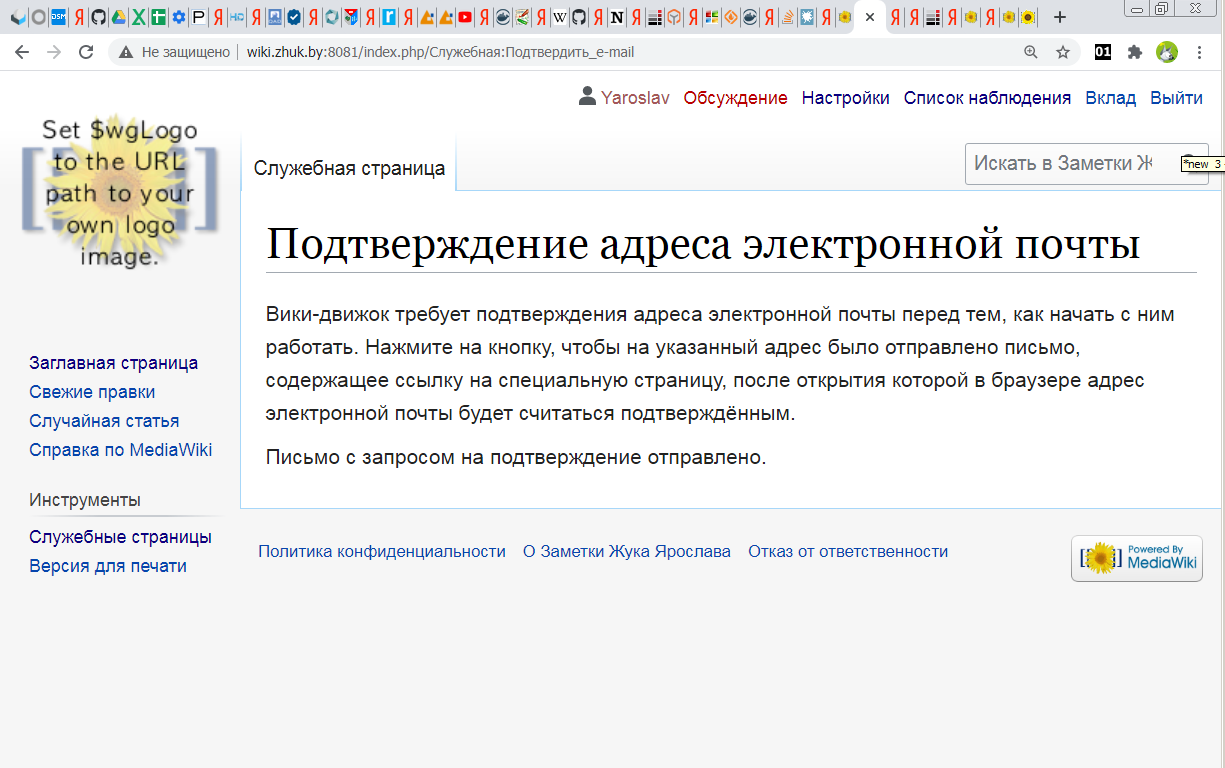 Не защищено | wiki.zhuk.by:8081/index.php/Служебная:Подтвердить_e-mail
01
Yaroslav Обсуждение Настройки Список наблюдения Вклад Выйти
Set $wgLogo
to the URL
path to your
own logo
image.
Служебная страница
Искать в Заметки Ж
*new 3
Подтверждение адреса электронной почты
Вики-движок требует подтверждения адреса электронной почты перед тем, как начать с ним
работать. Нажмите на кнопку, чтобы на указанный адрес было отправлено письмо,
содержащее ссылку на специальную страницу, после открытия которой в браузере адрес
электронной почты будет считаться подтверждённым.
Письмо с запросом на подтверждение отправлено.
Заглавная страница
Свежие правки
Случайная статья
Справка по MediaWiki
Инструменты
Служебные страницы
Версия для печати
Политика конфиденциальности О Заметки Жука Ярослава Отказ от ответственности
Powered By
MediaWiki